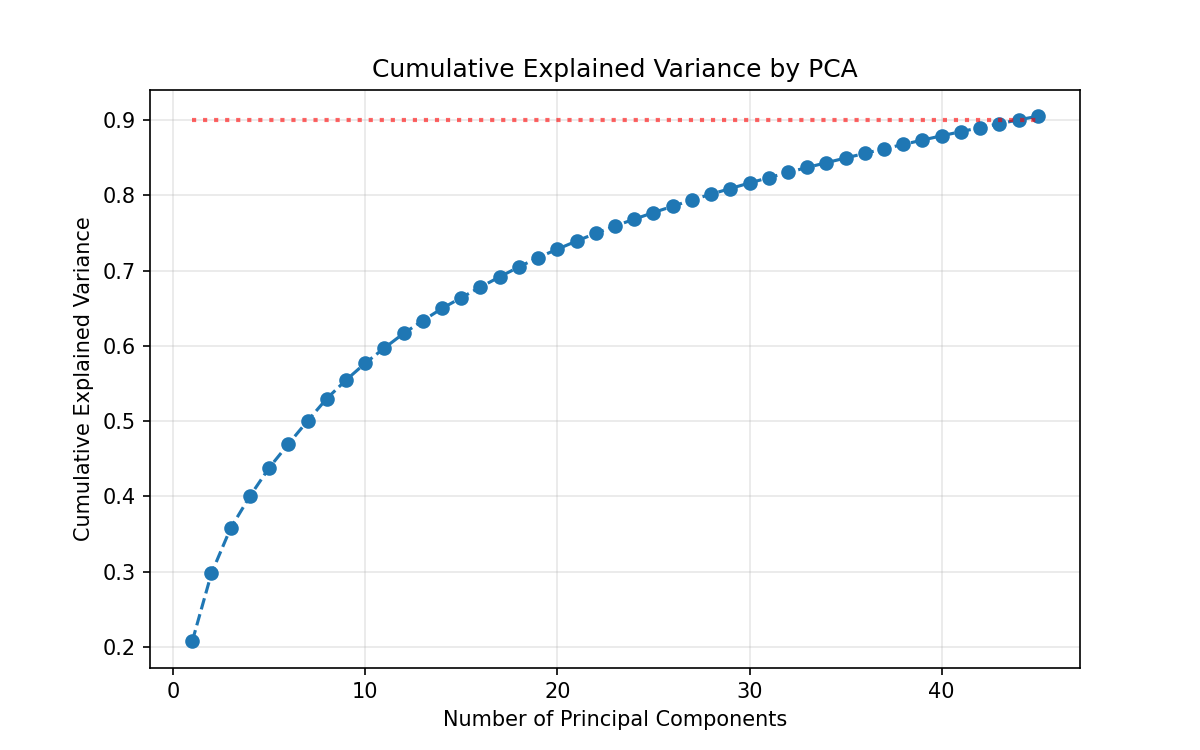 Cumulative Explained Variance by PCA
Cumulative Explained Variance
0.9
0.8
0.7
0.6
0.5
0.4
0.3
0.2
0 10 20 30 40
Number of Principal Components